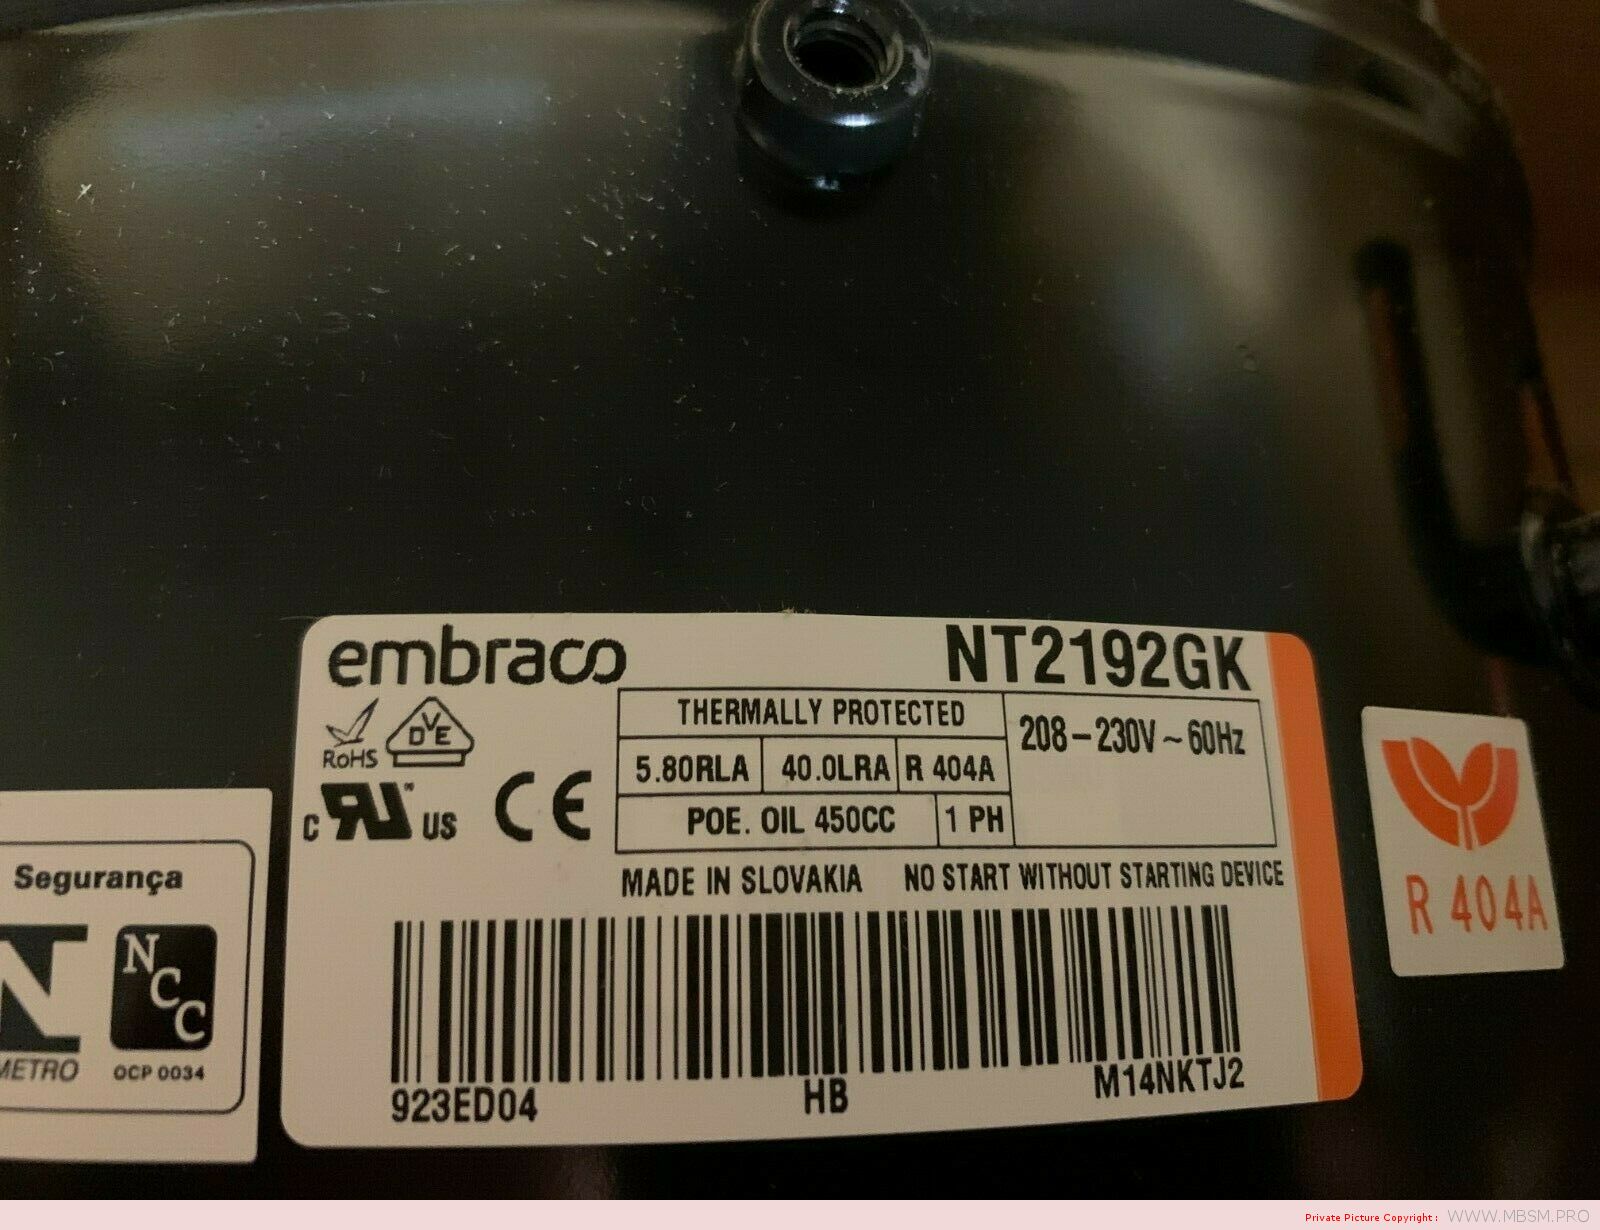 embraco NT2192GK
THERMALLY PROTECTED
208-230V~60Hz
5.80RLA 40.0LRA R 404A
POE. OIL 450CC 1 PH
RoHS
VDE
C US CE
MADE IN SLOVAKIA NO START WITHOUT STARTING DEVICE
923ED04 HB M14NKTJ2
Segurança
NCC
METRO OCP 0034
R 404A
Private Picture Copyright : WWW.MBSM.PRO